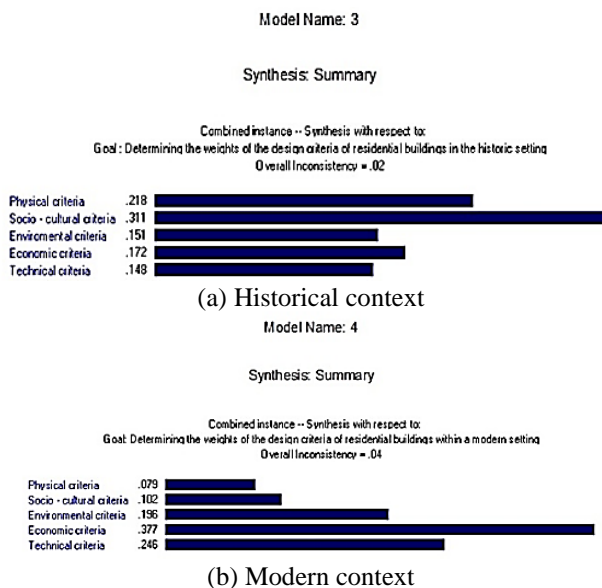 Model Name: 3
Synthesis: Summary
Combined instance -- Synthesis with respect to:
Goal: Determining the weights of the design criteria of residential buildings in the historic setting
Overall Inconsistency = .02
Physical criteria .218
Socio - cultural criteria .311
Enviromental criteria .151
Economic criteria .172
Technical criteria .148
(a) Historical context
Model Name: 4
Synthesis: Summary
Combined instance -- Synthesis with respect to:
Goal: Determining the weights of the design criteria of residential buildings within a modern setting
Overall Inconsistency = .04
Physical criteria .079
Socio - cultural criteria .102
Environmental criteria .196
Economic criteria .377
Technical criteria .246
(b) Modern context